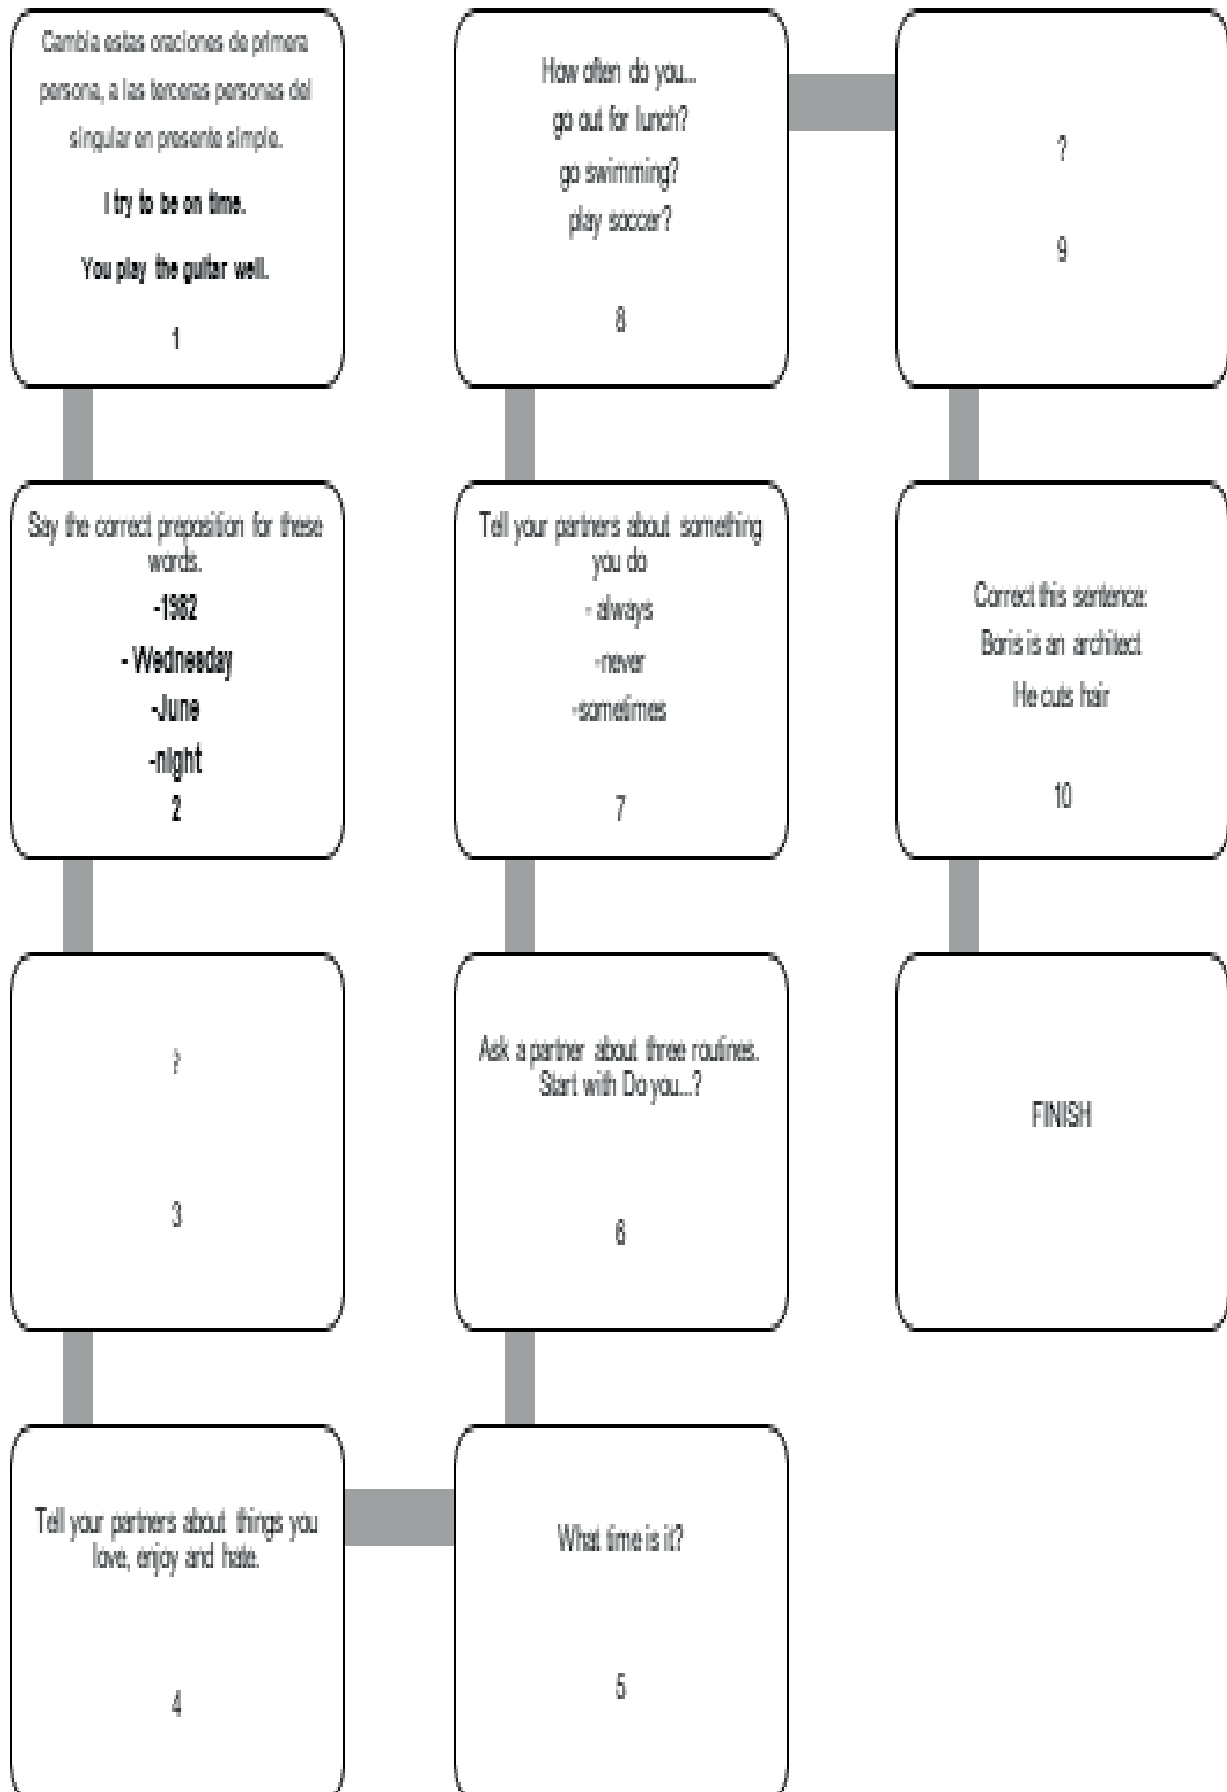 Cambia estas oraciones de primera
persona, a las terceras personas del
singular en presente simple.
I try to be on time.
You play the guitar well.
1
Say the correct preposition for these
words.
-1982
- Wednesday
-June
-night
2
?
3
Tell your partners about things you
love, enjoy and hate.
4
What time is it?
5
Ask a partner about three routines.
Start with Do you...?
6
Tell your partners about something
you do
- always
-never
-sometimes
7
How often do you...
go out for lunch?
go swimming?
play soccer?
8
?
9
Correct this sentence:
Boris is an architect
He cuts hair
10
FINISH